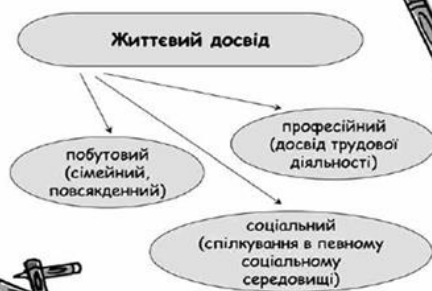 Життєвий досвід
професійний
(досвід трудової
діяльності)
побутовий
(сімейний,
повсякденний)
соціальний
(спілкування в певному
соціальному
середовищі)